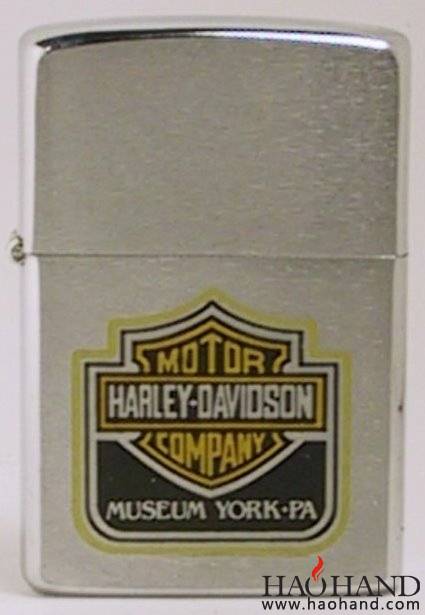 MOTOR
HARLEY-DAVIDSON
COMPANY
MUSEUM YORK•PA
HAOHAND
www.haohand.com